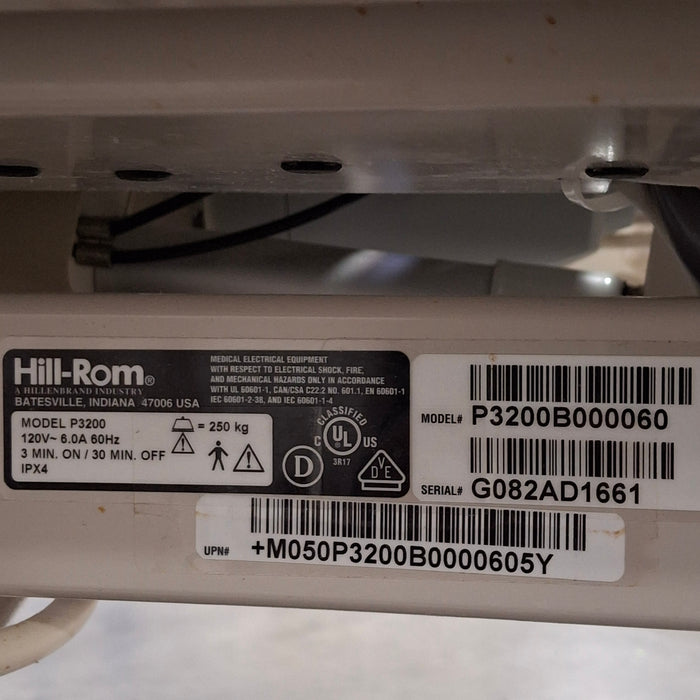 Hill-Rom®
A HILLENBRAND INDUSTRY
BATESVILLE, INDIANA 47006 USA
MEDICAL ELECTRICAL EQUIPMENT
WITH RESPECT TO ELECTRICAL SHOCK, FIRE,
AND MECHANICAL HAZARDS ONLY IN ACCORDANCE
WITH UL 60601-1, CAN/CSA C22.2 NO. 601.1, EN 60601-1
IEC 60601-2-38, AND IEC 60601-1-4
MODEL P3200
120V~ 6.0A 60Hz
3 MIN. ON / 30 MIN. OFF
IPX4
= 250 kg
CLASSIFIED
C UL US
®
3R17
D
DVE
MODEL# P3200B000060
SERIAL# G082AD1661
UPN# +M050P3200B0000605Y